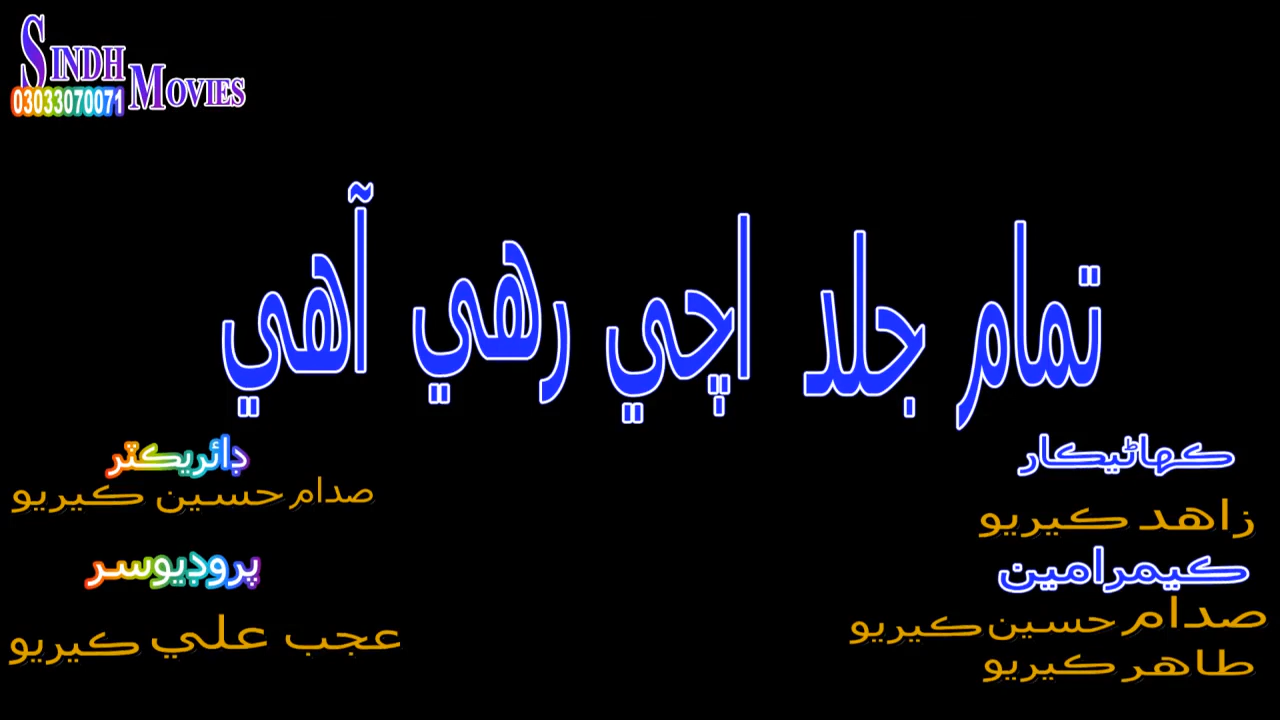 SINDH
MOVIES
03033070071
تمام جلد اچي رهي آهي
ڪهاڻيڪار
زاهد ڪيريو
ڪيمرامين
صدام حسين ڪيريو
طاهر ڪيريو
ڊائريڪٽر
صدام حسين ڪيريو
پروڊيوسر
عجب علي ڪيريو